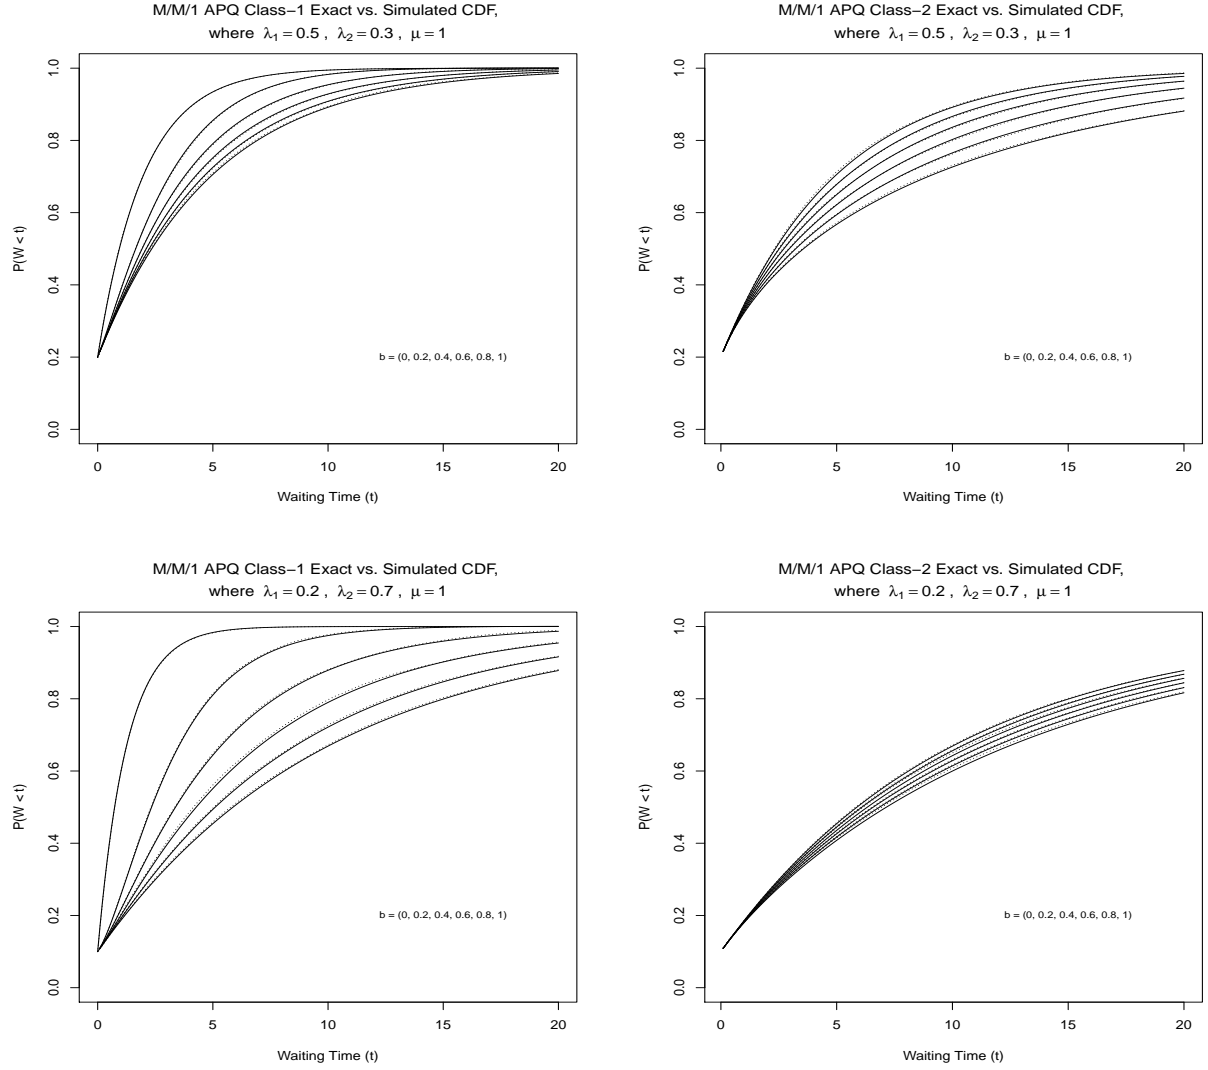 M/M/1 APQ Class−1 Exact vs. Simulated CDF,
where λ1 = 0.5 , λ2 = 0.3 , μ = 1
P(W < t)
0.0 0.2 0.4 0.6 0.8 1.0
b = (0, 0.2, 0.4, 0.6, 0.8, 1)
0 5 10 15 20
Waiting Time (t)
M/M/1 APQ Class−2 Exact vs. Simulated CDF,
where λ1 = 0.5 , λ2 = 0.3 , μ = 1
P(W < t)
0.0 0.2 0.4 0.6 0.8 1.0
b = (0, 0.2, 0.4, 0.6, 0.8, 1)
0 5 10 15 20
Waiting Time (t)
M/M/1 APQ Class−1 Exact vs. Simulated CDF,
where λ1 = 0.2 , λ2 = 0.7 , μ = 1
P(W < t)
0.0 0.2 0.4 0.6 0.8 1.0
b = (0, 0.2, 0.4, 0.6, 0.8, 1)
0 5 10 15 20
Waiting Time (t)
M/M/1 APQ Class−2 Exact vs. Simulated CDF,
where λ1 = 0.2 , λ2 = 0.7 , μ = 1
P(W < t)
0.0 0.2 0.4 0.6 0.8 1.0
b = (0, 0.2, 0.4, 0.6, 0.8, 1)
0 5 10 15 20
Waiting Time (t)